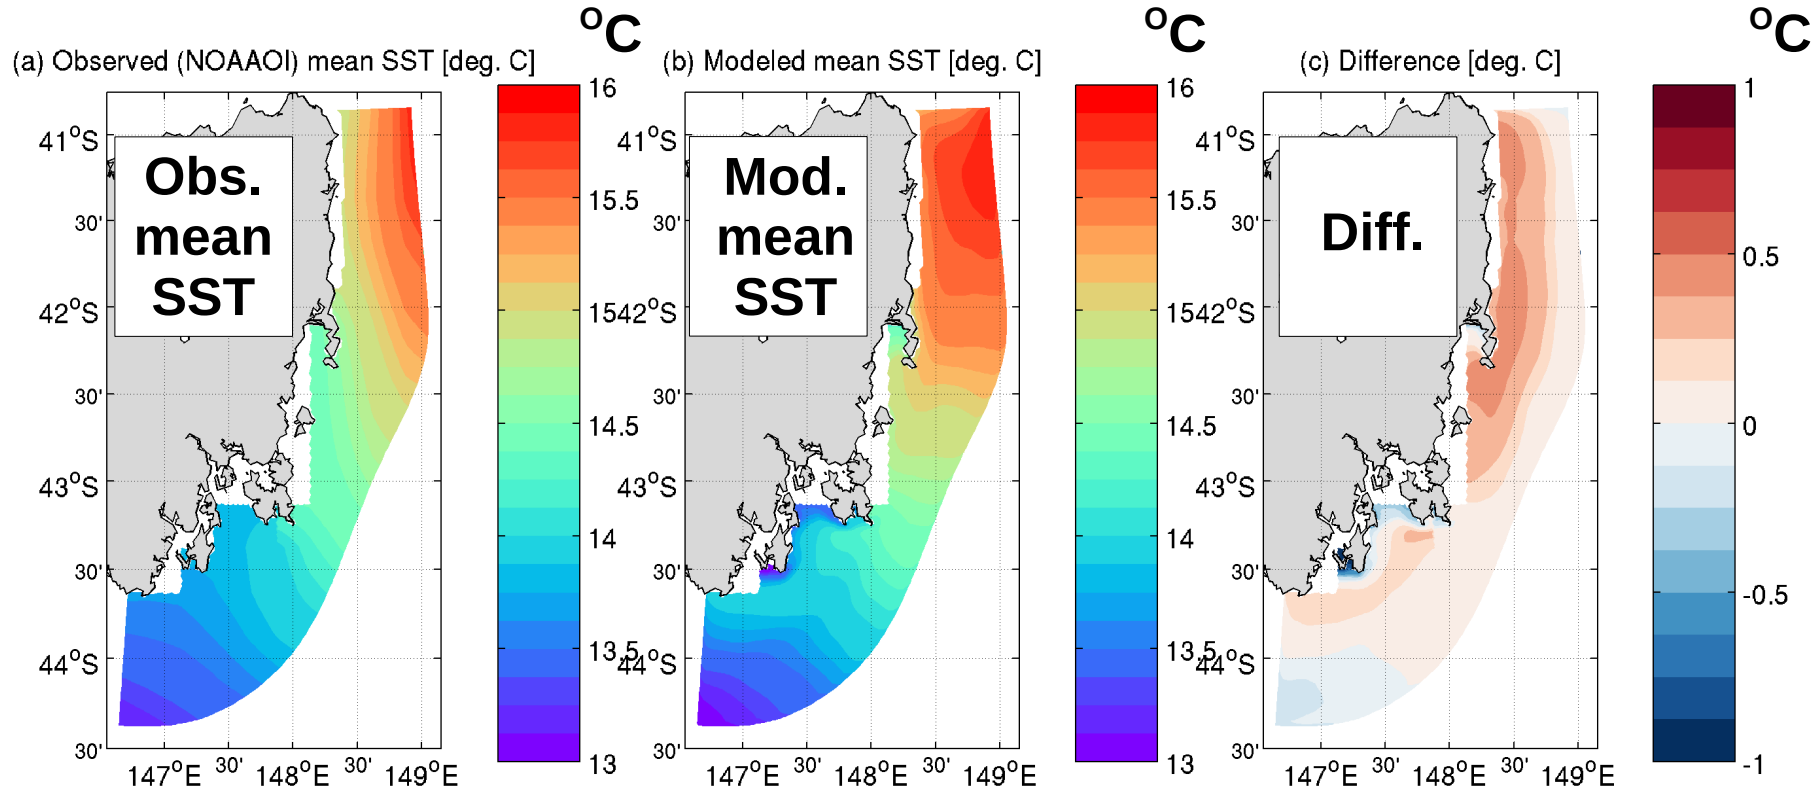 °C
°C
°C
(a) Observed (NOAAOI) mean SST [deg. C]
(b) Modeled mean SST [deg. C]
(c) Difference [deg. C]
Obs.
mean
SST
41°S
30'
42°S
30'
43°S
30'
44°S
30'
147°E
30'
148°E
30'
149°E
16
15.5
15
14.5
14
13.5
13
Mod.
mean
SST
41°S
30'
42°S
30'
43°S
30'
44°S
30'
147°E
30'
148°E
30'
149°E
16
15.5
15
14.5
14
13.5
13
Diff.
41°S
30'
42°S
30'
43°S
30'
44°S
30'
147°E
30'
148°E
30'
149°E
1
0.5
0
-0.5
-1